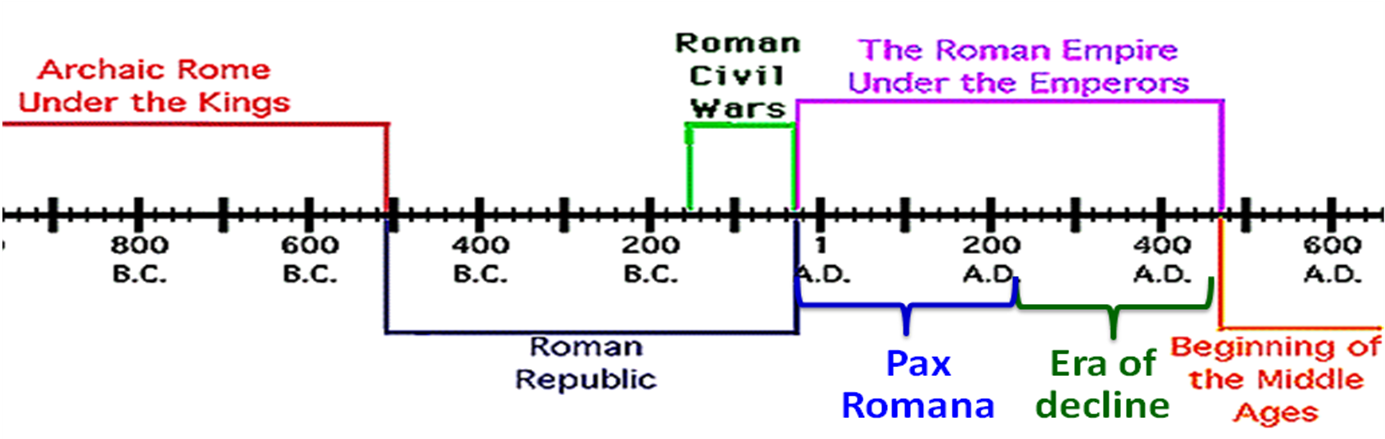 Archaic Rome
Under the Kings
Roman
Civil
Wars
The Roman Empire
Under the Emperors
800
B.C.
600
B.C.
400
B.C.
200
B.C.
1
A.D.
200
A.D.
400
A.D.
600
A.D.
Roman
Republic
Pax
Romana
Era of
decline
Beginning of
the Middle
Ages